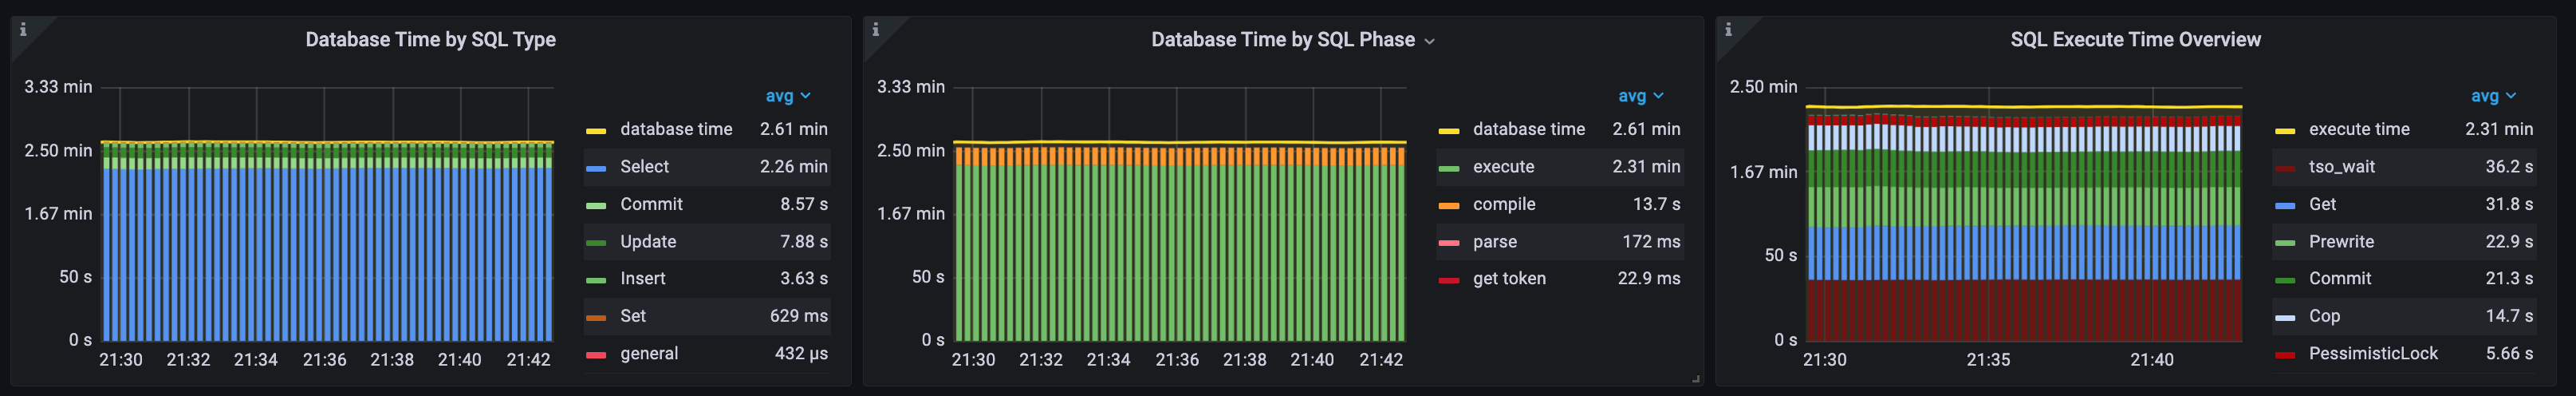 Database Time by SQL Type
3.33 min
2.50 min
1.67 min
50 s
0 s
21:30 21:32 21:34 21:36 21:38 21:40 21:42
avg
database time 2.61 min
Select 2.26 min
Commit 8.57 s
Update 7.88 s
Insert 3.63 s
Set 629 ms
general 432 µs
Database Time by SQL Phase
3.33 min
2.50 min
1.67 min
50 s
0 s
21:30 21:32 21:34 21:36 21:38 21:40 21:42
avg
database time 2.61 min
execute 2.31 min
compile 13.7 s
parse 172 ms
get token 22.9 ms
SQL Execute Time Overview
2.50 min
1.67 min
50 s
0 s
21:30 21:35 21:40
avg
execute time 2.31 min
tso_wait 36.2 s
Get 31.8 s
Prewrite 22.9 s
Commit 21.3 s
Cop 14.7 s
PessimisticLock 5.66 s